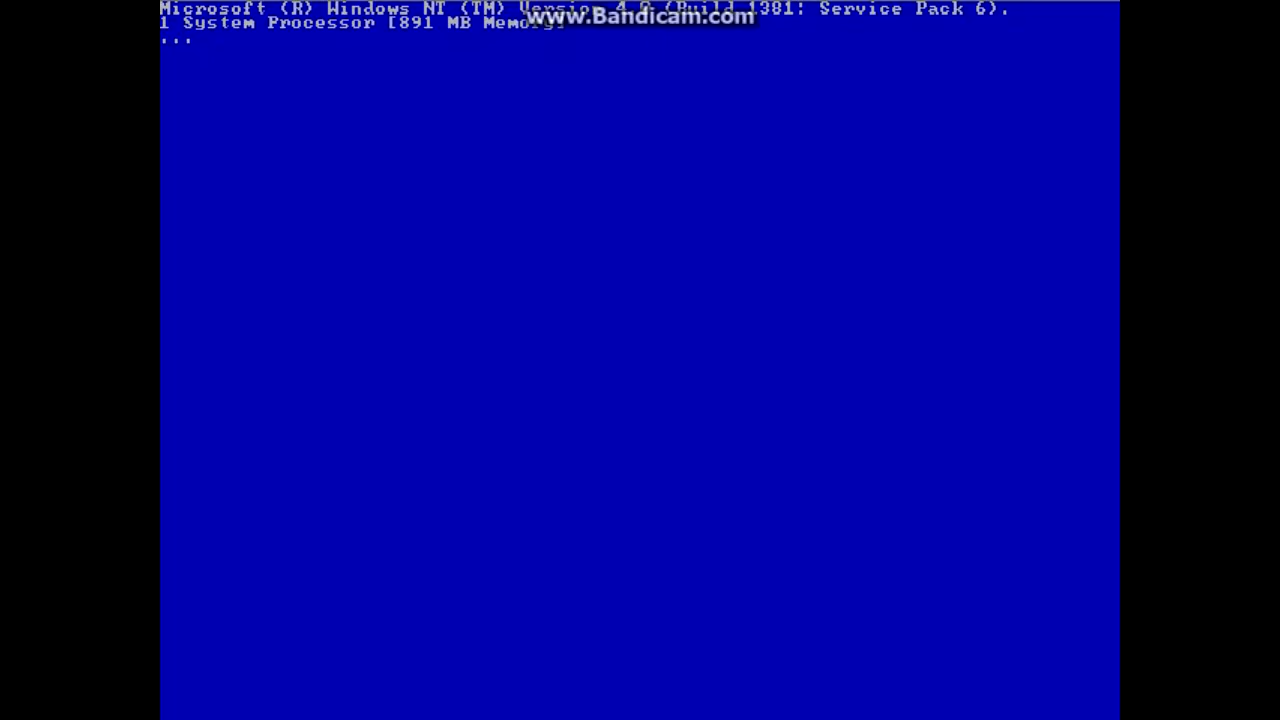 Microsoft (R) Windows NT (TM) Version 4.0 (Build 1381: Service Pack 6).
www.Bandicam.com
1 System Processor [891 MB Memory]
...